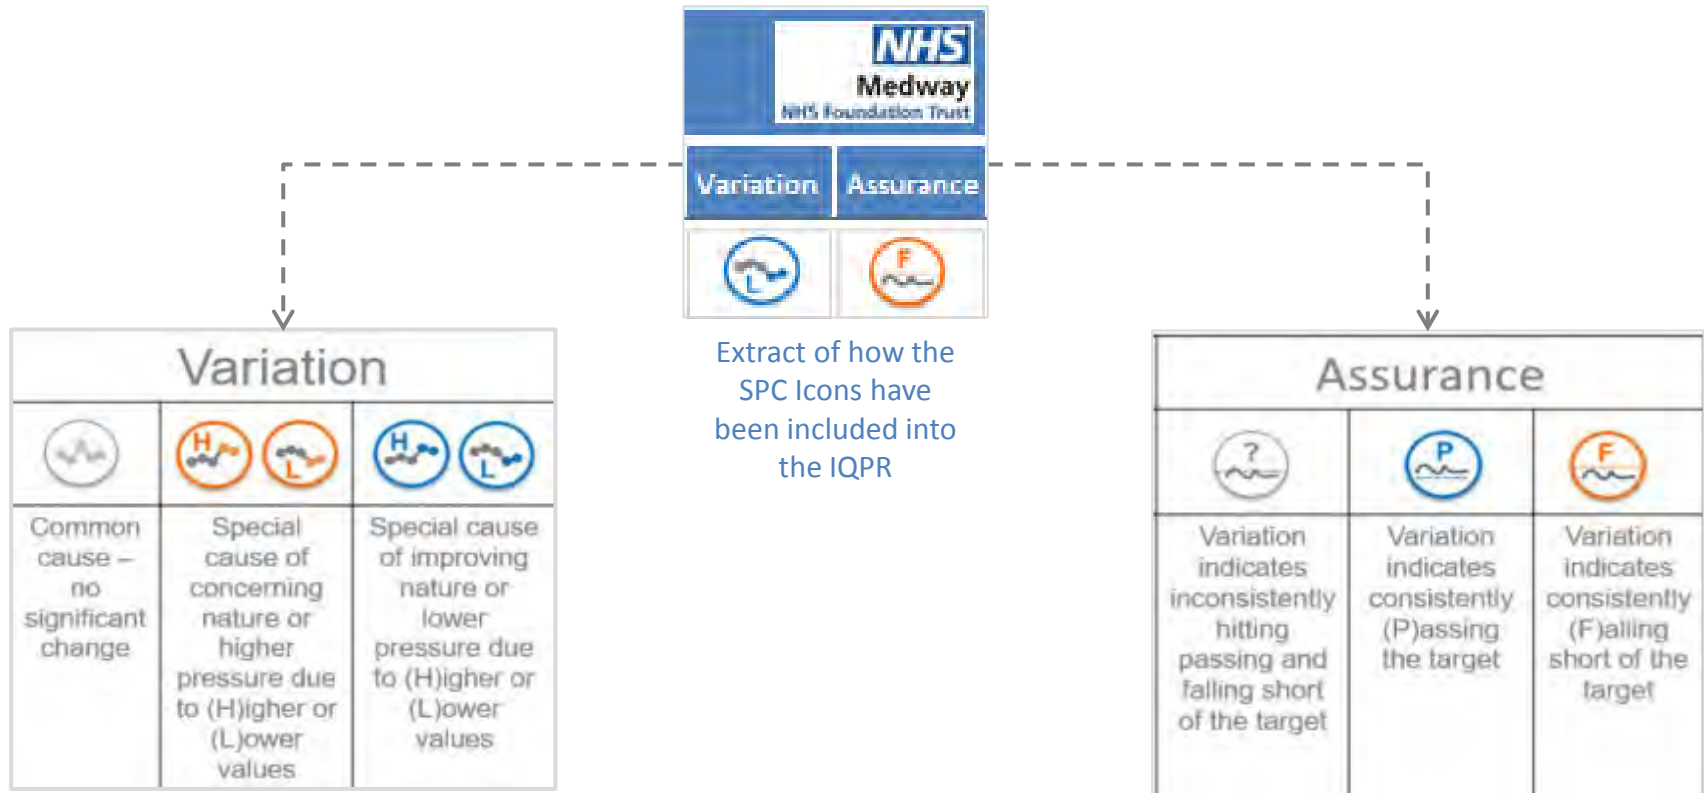 NHS
Medway
NHS Foundation Trust
Variation
Assurance
L
F
Extract of how the
SPC Icons have
been included into
the IQPR
Variation
H
L
H
L
Common
cause –
no
significant
change
Special
cause of
concerning
nature or
higher
pressure due
to (H)igher or
(L)ower
values
Special cause
of improving
nature or
lower
pressure due
to (H)igher or
(L)ower
values
Assurance
?
P
F
Variation
indicates
inconsistently
hitting
passing and
falling short
of the target
Variation
indicates
consistently
(P)assing
the target
Variation
indicates
consistently
(F)alling
short of the
target